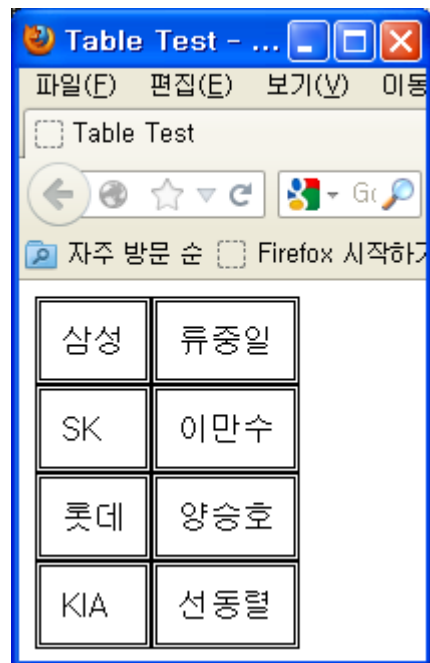 Table Test - ...
파일(F) 편집(E) 보기(V) 이동
Table Test
자주 방문 순 Firefox 시작하기
삼성 류중일
SK 이만수
롯데 양승호
KIA 선동렬